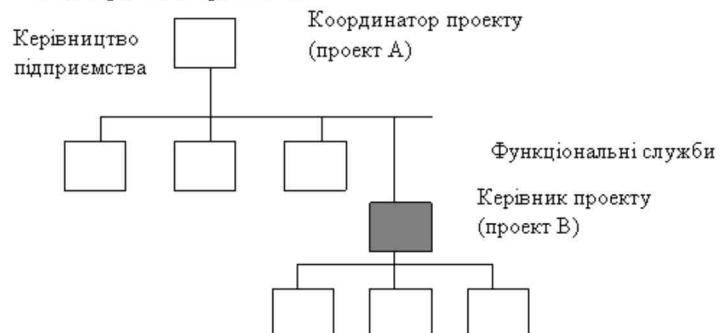 Керівництво
підприємства
Координатор проекту
(проект А)
Функціональні служби
Керівник проекту
(проект В)